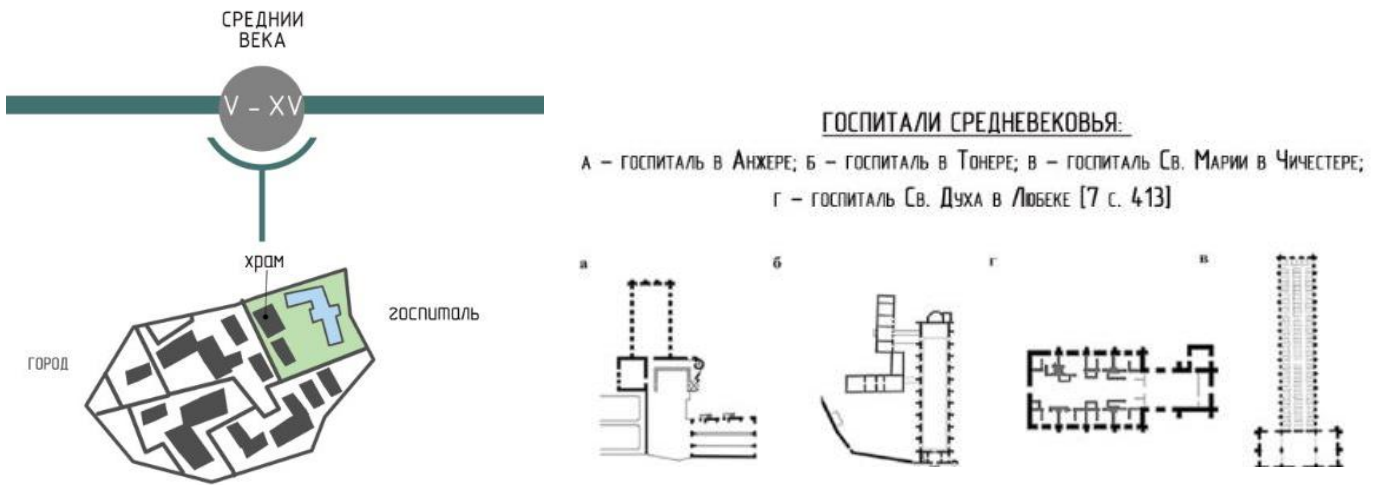 СРЕДНИИ
ВЕКА
V – XV
храм
госпиталь
ГОРОД
ГОСПИТАЛИ СРЕДНЕВЕКОВЬЯ:
а – госпиталь в Анжере; б – госпиталь в Тонере; в – госпиталь Св. Марии в Чичестере;
г – госпиталь Св. Духа в Любеке [7 с. 413]
а
б
г
в